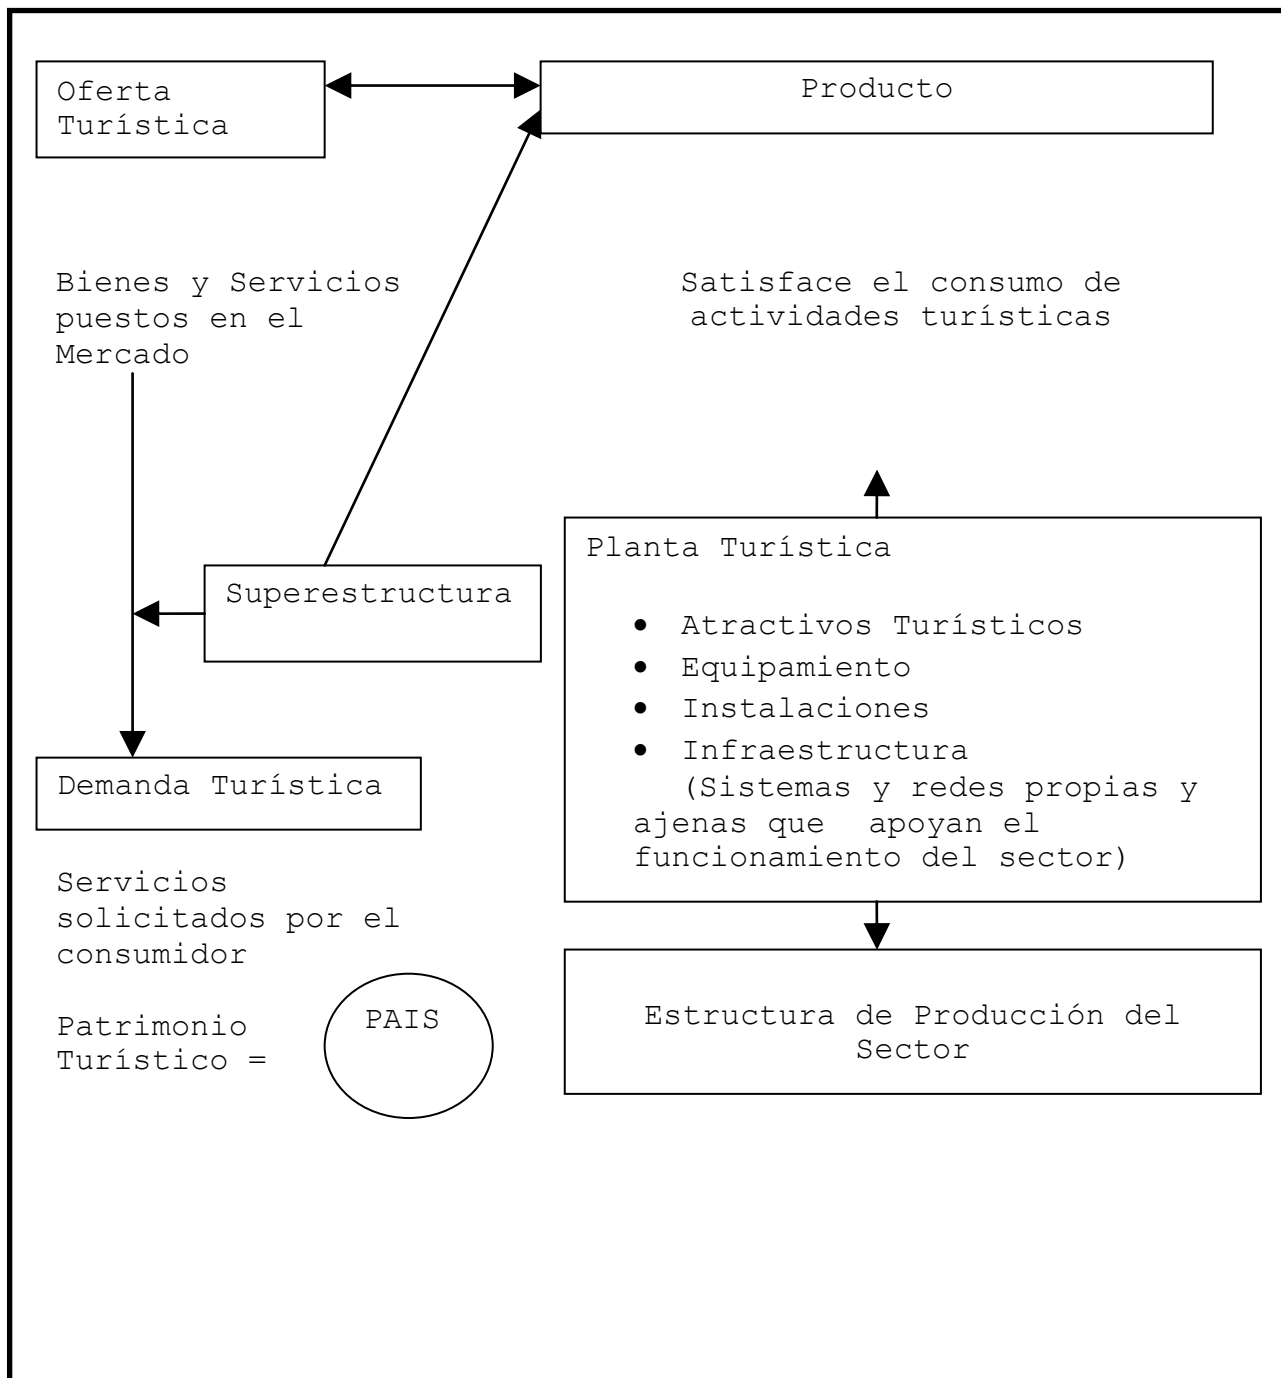 Oferta
Turística
Producto
Bienes y Servicios
puestos en el
Mercado
Satisface el consumo de
actividades turísticas
Superestructura
Planta Turística
• Atractivos Turísticos
• Equipamiento
• Instalaciones
• Infraestructura
(Sistemas y redes propias y
ajenas que apoyan el
funcionamiento del sector)
Demanda Turística
Servicios
solicitados por el
consumidor
Patrimonio
Turístico =
PAIS
Estructura de Producción del
Sector